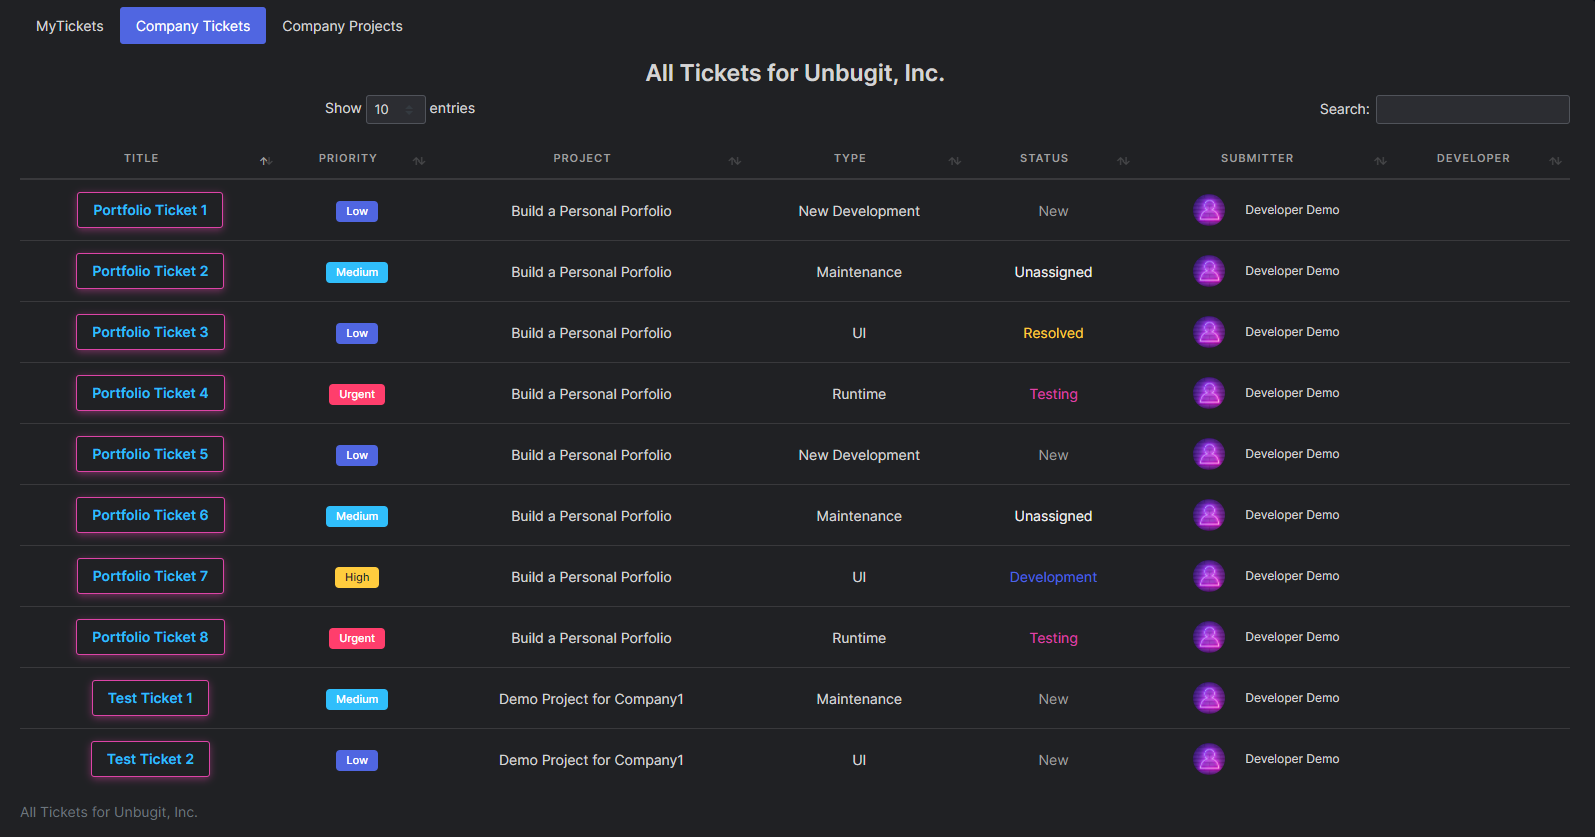 MyTickets Company Tickets Company Projects
All Tickets for Unbugit, Inc.
Show 10 entries Search:
TITLE PRIORITY PROJECT TYPE STATUS SUBMITTER DEVELOPER
Portfolio Ticket 1 Low Build a Personal Porfolio New Development New Developer Demo
Portfolio Ticket 2 Medium Build a Personal Porfolio Maintenance Unassigned Developer Demo
Portfolio Ticket 3 Low Build a Personal Porfolio UI Resolved Developer Demo
Portfolio Ticket 4 Urgent Build a Personal Porfolio Runtime Testing Developer Demo
Portfolio Ticket 5 Low Build a Personal Porfolio New Development New Developer Demo
Portfolio Ticket 6 Medium Build a Personal Porfolio Maintenance Unassigned Developer Demo
Portfolio Ticket 7 High Build a Personal Porfolio UI Development Developer Demo
Portfolio Ticket 8 Urgent Build a Personal Porfolio Runtime Testing Developer Demo
Test Ticket 1 Medium Demo Project for Company1 Maintenance New Developer Demo
Test Ticket 2 Low Demo Project for Company1 UI New Developer Demo
All Tickets for Unbugit, Inc.